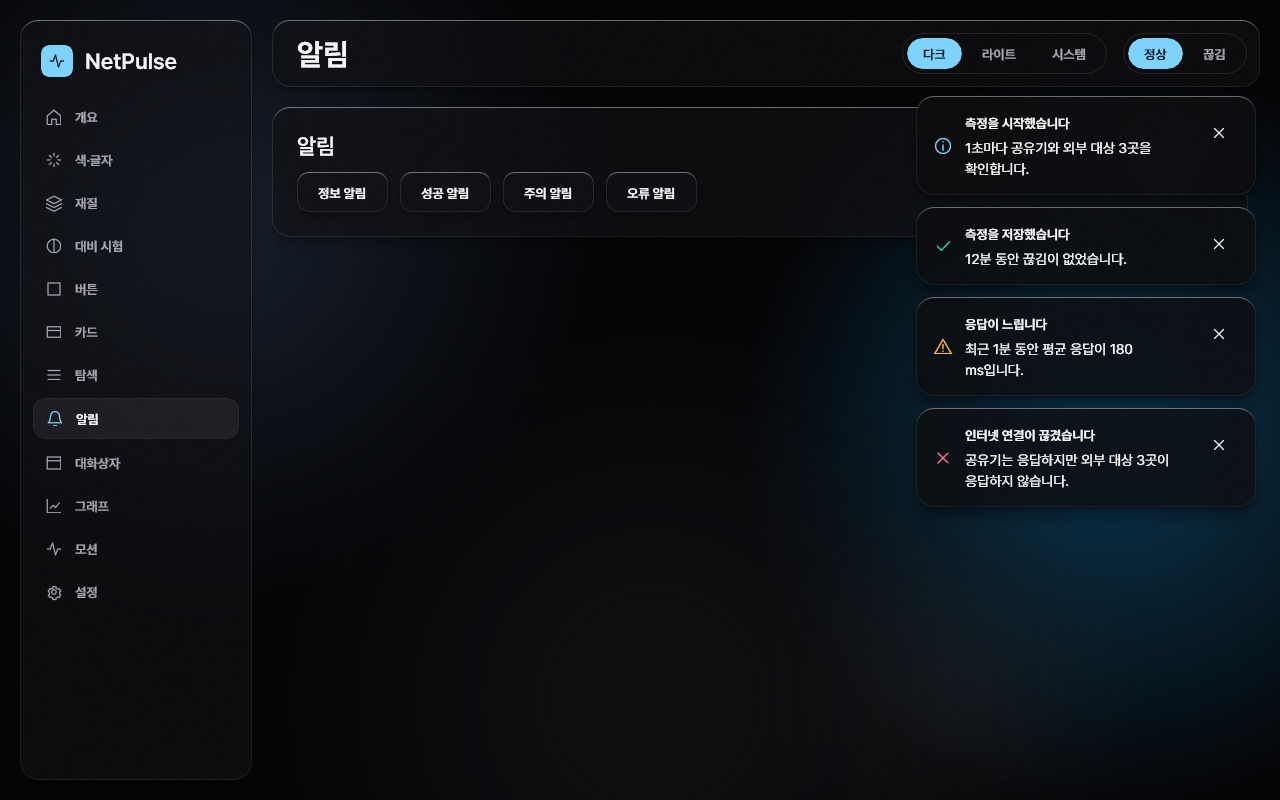 NetPulse
개요
색·글자
재질
대비 시험
버튼
카드
탐색
알림
대화상자
그래프
모션
설정
알림
다크
라이트
시스템
정상
끊김
알림
정보 알림
성공 알림
주의 알림
오류 알림
측정을 시작했습니다
1초마다 공유기와 외부 대상 3곳을
확인합니다.
측정을 저장했습니다
12분 동안 끊김이 없었습니다.
응답이 느립니다
최근 1분 동안 평균 응답이 180
ms입니다.
인터넷 연결이 끊겼습니다
공유기는 응답하지만 외부 대상 3곳이
응답하지 않습니다.